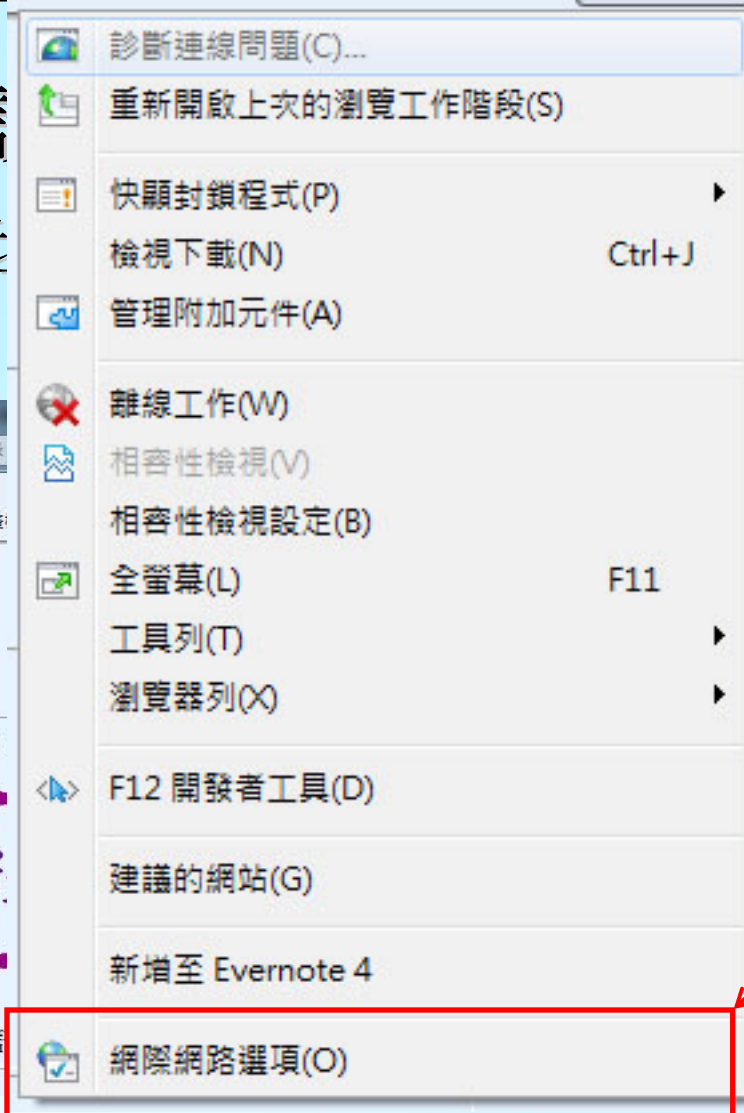 診斷連線問題(C)...
重新開啟上次的瀏覽工作階段(S)
快顯封鎖程式(P)
檢視下載(N) Ctrl+J
管理附加元件(A)
離線工作(W)
相容性檢視(V)
相容性檢視設定(B)
全螢幕(L) F11
工具列(T)
瀏覽器列(X)
F12 開發者工具(D)
建議的網站(G)
新增至 Evernote 4
網際網路選項(O)